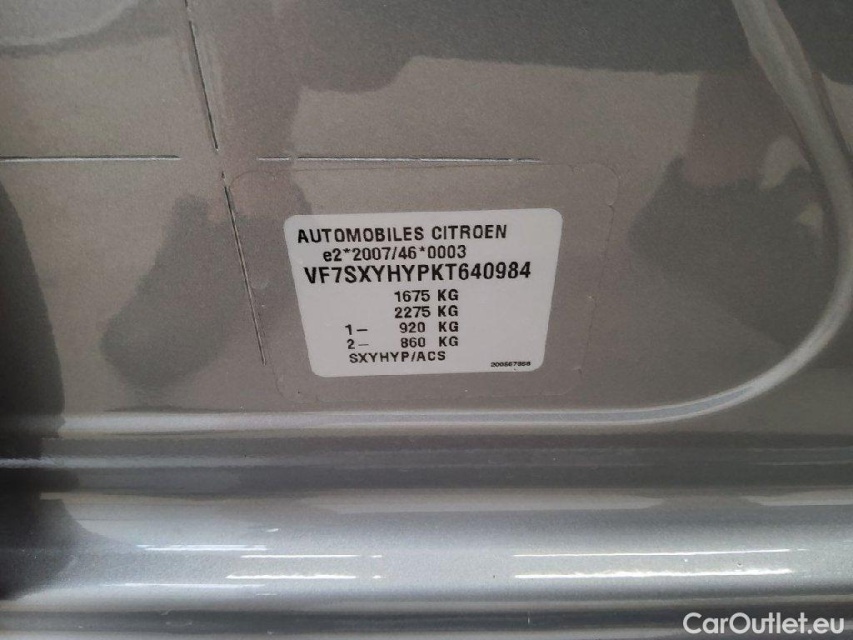 AUTOMOBILES CITROEN
e2*2007/46*0003
VF7SXYHYPKT640984
1675 KG
2275 KG
1- 920 KG
2- 860 KG
SXYHYP/ACS
CarOutlet.eu